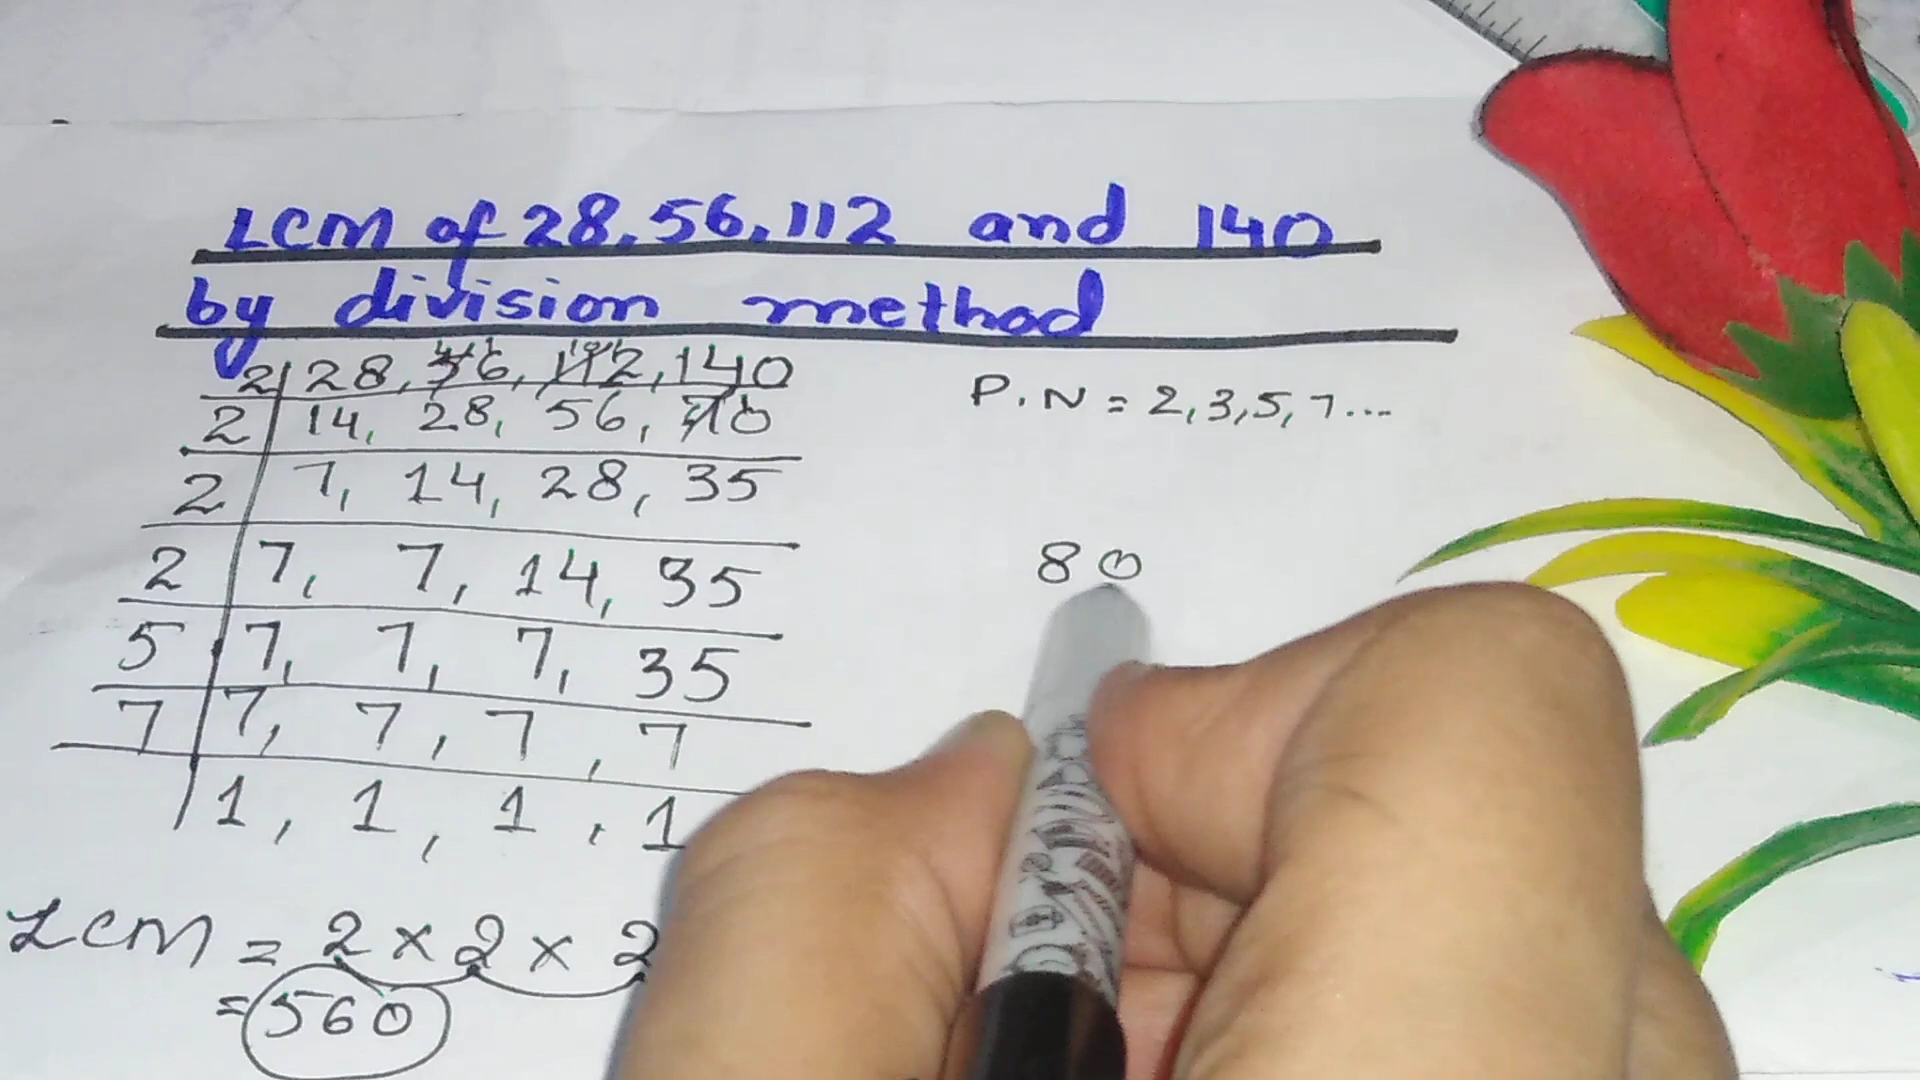 LCM of 28, 56, 112 and 140
by division method
2 | 28, 56, 112, 140
2 | 14, 28, 56, 70
2 | 7, 14, 28, 35
2 | 7, 7, 14, 35
5 | 7, 7, 7, 35
7 | 7, 7, 7, 7
1, 1, 1, 1
P.N = 2, 3, 5, 7...
80
LCM = 2 × 2 × 2
= 560